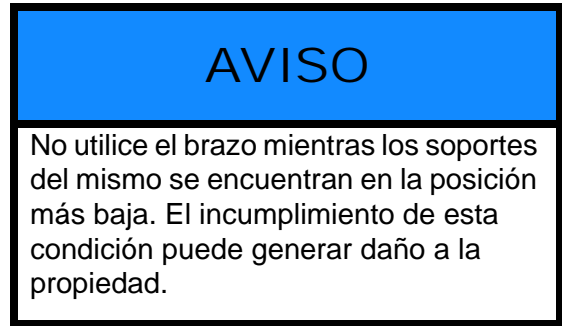 AVISO
No utilice el brazo mientras los soportes
del mismo se encuentran en la posición
más baja. El incumplimiento de esta
condición puede generar daño a la
propiedad.